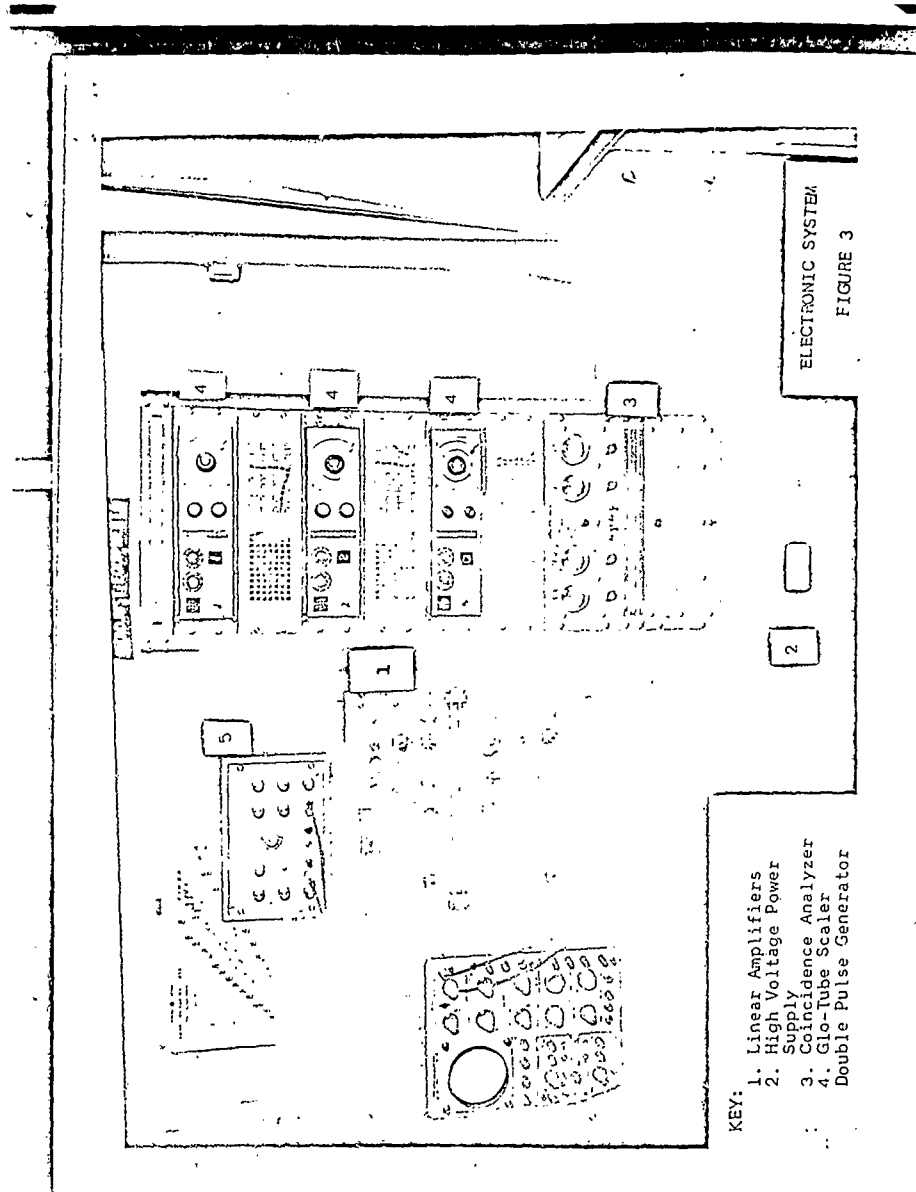 4
4
4
3
5
1
2
ELECTRONIC SYSTEM
FIGURE 3
KEY:
1. Linear Amplifiers
2. High Voltage Power
Supply
3. Coincidence Analyzer
4. Glo-Tube Scaler
Double Pulse Generator